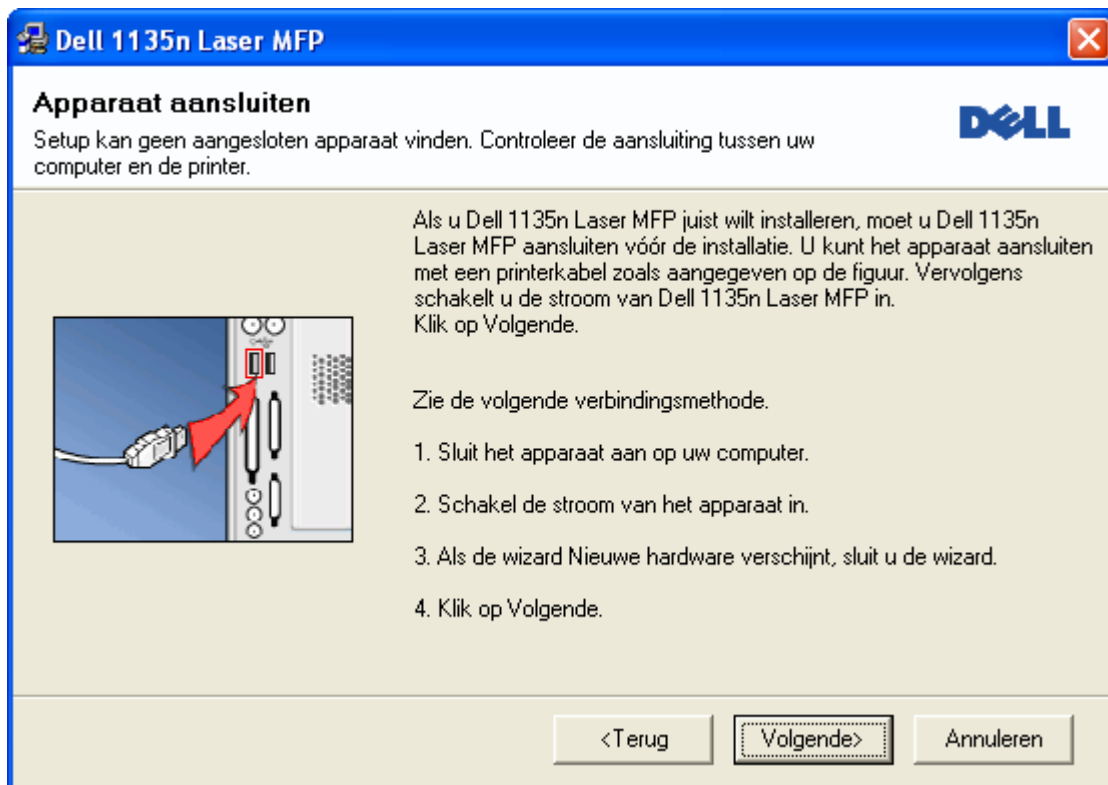 Dell 1135n Laser MFP
Apparaat aansluiten
Setup kan geen aangesloten apparaat vinden. Controleer de aansluiting tussen uw
computer en de printer.
DELL
Als u Dell 1135n Laser MFP juist wilt installeren, moet u Dell 1135n
Laser MFP aansluiten vóór de installatie. U kunt het apparaat aansluiten
met een printerkabel zoals aangegeven op de figuur. Vervolgens
schakelt u de stroom van Dell 1135n Laser MFP in.
Klik op Volgende.
Zie de volgende verbindingsmethode.
1. Sluit het apparaat aan op uw computer.
2. Schakel de stroom van het apparaat in.
3. Als de wizard Nieuwe hardware verschijnt, sluit u de wizard.
4. Klik op Volgende.
<Terug
Volgende>
Annuleren